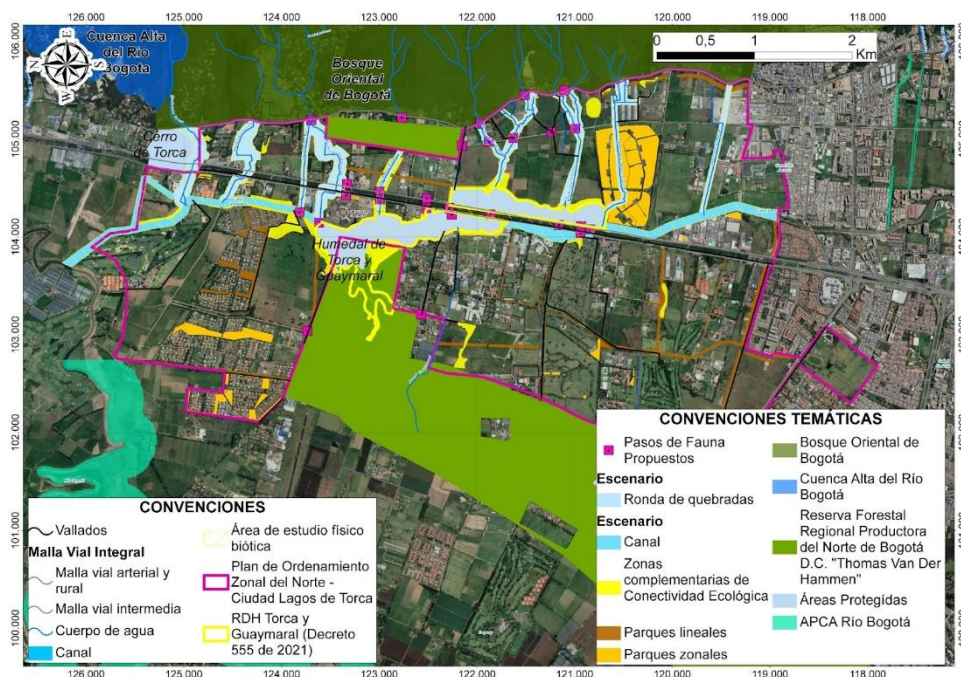 126.000 125.000 124.000 123.000 122.000 121.000 120.000 119.000 118.000
106.000
105.000
104.000
103.000
102.000
101.000
100.000
N
E
S
Cuenca Alta
del Río
Bogota
Bosque
Oriental
de Bogotá
0 0,5 1 2
Km
Cerro
de Torca
Humedal de
Torca y
Guaymaral
CONVENCIONES
Vallados
Malla Vial Integral
Malla vial arterial y
rural
Malla vial intermedia
Cuerpo de agua
Canal
Área de estudio físico
biótica
Plan de Ordenamiento
Zonal del Norte -
Ciudad Lagos de Torca
RDH Torca y
Guaymaral (Decreto
555 de 2021)
CONVENCIONES TEMÁTICAS
Pasos de Fauna
Propuestos
Escenario
Ronda de quebradas
Escenario
Canal
Zonas
complementarias de
Conectividad Ecológica
Parques lineales
Parques zonales
Bosque Oriental de
Bogotá
Cuenca Alta del Río
Bogotá
Reserva Forestal
Regional Productora
del Norte de Bogotá
D.C. "Thomas Van Der
Hammen"
Áreas Protegídas
APCA Río Bogotá
126.000 125.000 124.000 123.000 122.000 121.000 120.000 119.000 118.000